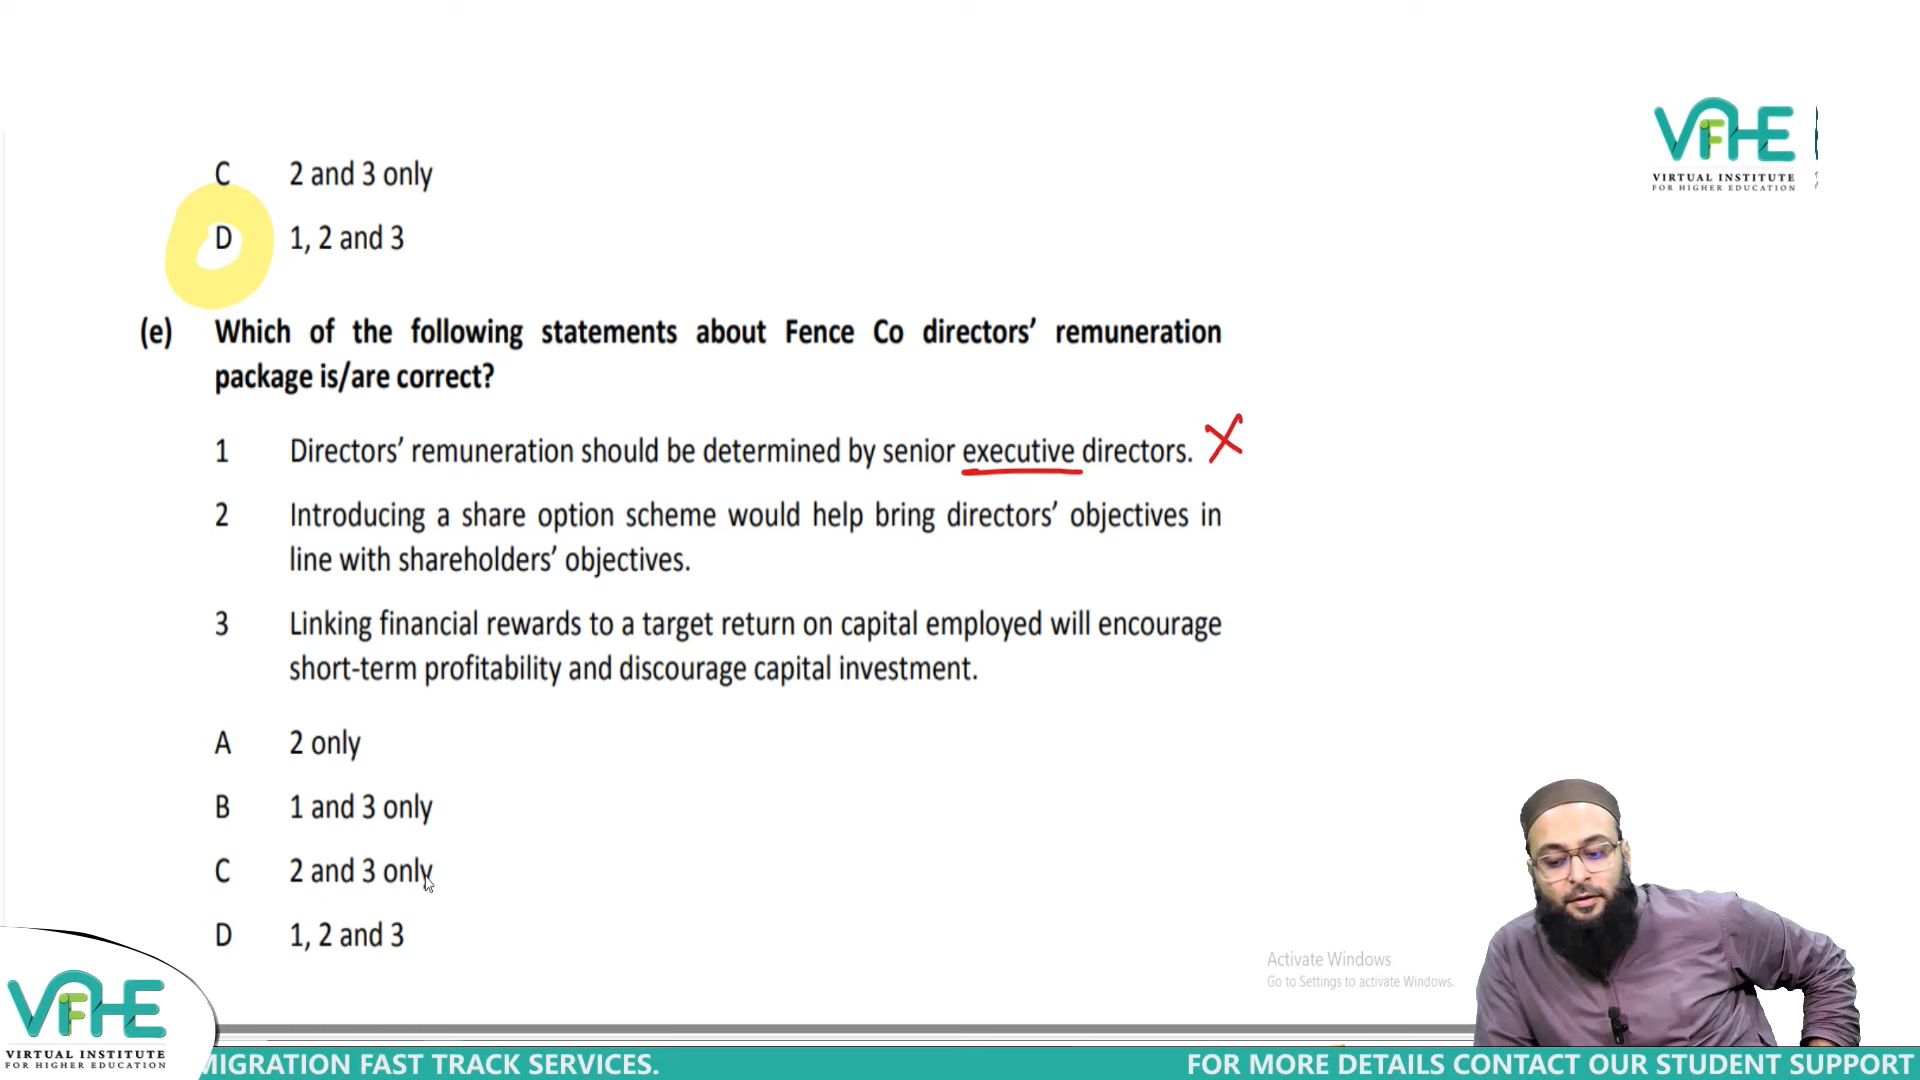 VIFHE
VIRTUAL INSTITUTE
FOR HIGHER EDUCATION
C 2 and 3 only
D 1, 2 and 3
(e) Which of the following statements about Fence Co directors’ remuneration
package is/are correct?
1 Directors’ remuneration should be determined by senior executive directors.
2 Introducing a share option scheme would help bring directors’ objectives in
line with shareholders’ objectives.
3 Linking financial rewards to a target return on capital employed will encourage
short-term profitability and discourage capital investment.
A 2 only
B 1 and 3 only
C 2 and 3 only
D 1, 2 and 3
Activate Windows
Go to Settings to activate Windows.
VIFHE
VIRTUAL INSTITUTE
FOR HIGHER EDUCATION
MIGRATION FAST TRACK SERVICES. FOR MORE DETAILS CONTACT OUR STUDENT SUPPORT